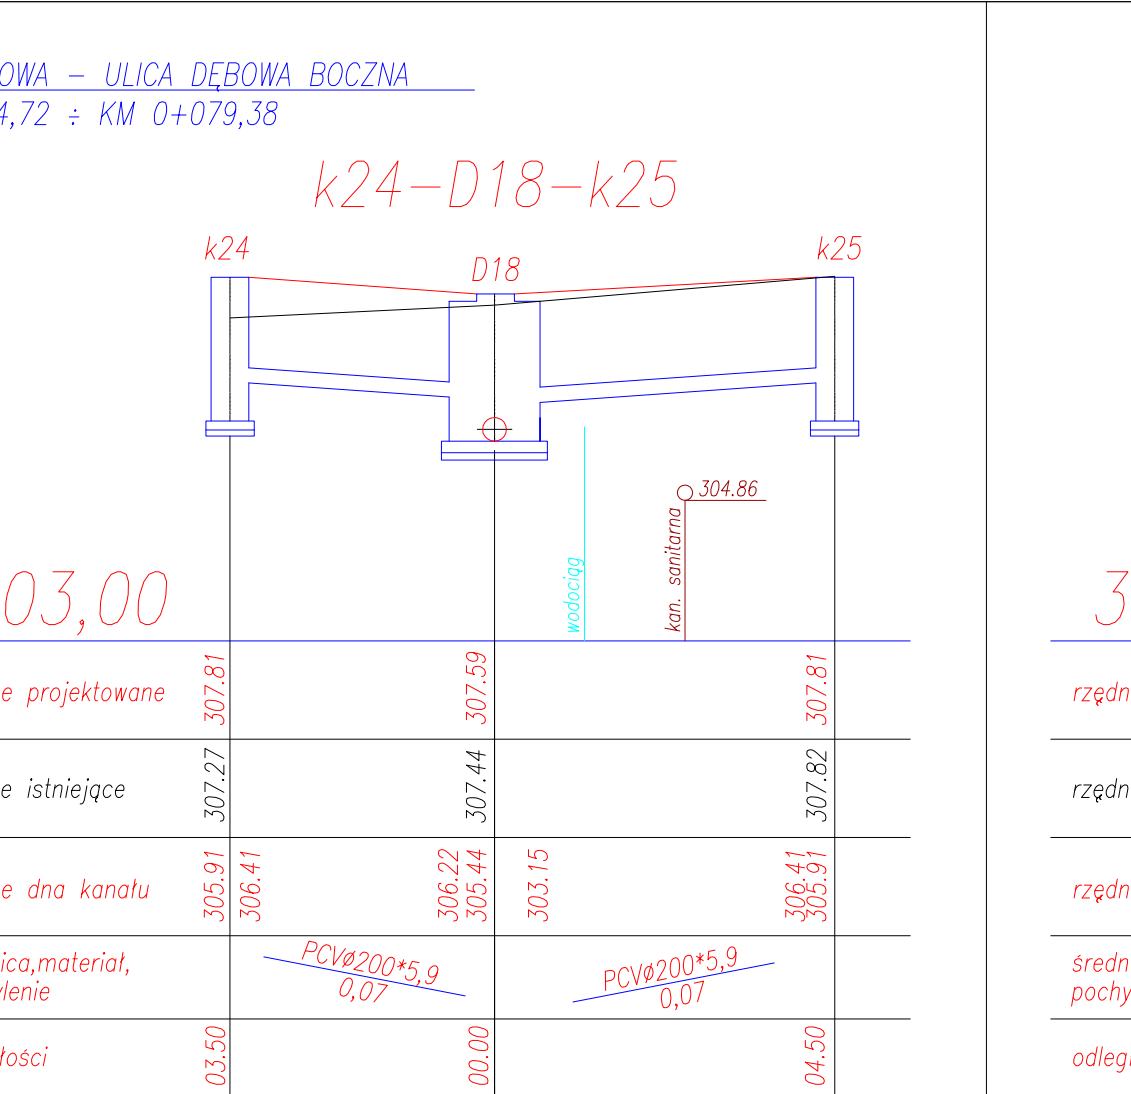 OWA – ULICA DĘBOWA BOCZNA
4,72 ÷ KM 0+079,38
k24–D18–k25
k24
D18
k25
304.86
kan. sanitarna
wodociąg
03,00
3
e projektowane
307.81
307.59
307.81
rzędn
e istniejące
307.27
307.44
307.82
rzędn
e dna kanału
305.91
306.41
306.22
305.44
303.15
306.41
305.91
rzędn
ica,materiał,
ylenie
PCVø200*5,9
0,07
PCVø200*5,9
0,07
średn
pochy
łości
03.50
00.00
04.50
odległ